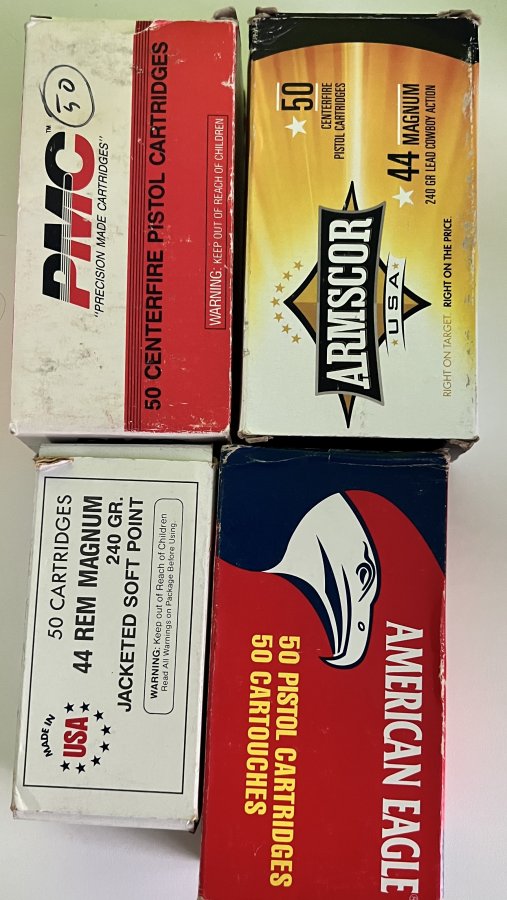 PMC™
50
"PRECISION MADE CARTRIDGES"
50 CENTERFIRE PISTOL CARTRIDGES
WARNING: KEEP OUT OF REACH OF CHILDREN
50
CENTERFIRE
PISTOL CARTRIDGES
44 MAGNUM
240 GR LEAD COWBOY ACTION
ARMSCOR
USA
RIGHT ON TARGET. RIGHT ON THE PRICE.
50 CARTRIDGES
44 REM MAGNUM
240 GR.
JACKETED SOFT POINT
WARNING: Keep out of Reach of Children
Read All Warnings on Package Before Using.
MADE IN
USA
AMERICAN EAGLE®
50 PISTOL CARTRIDGES
50 CARTOUCHES